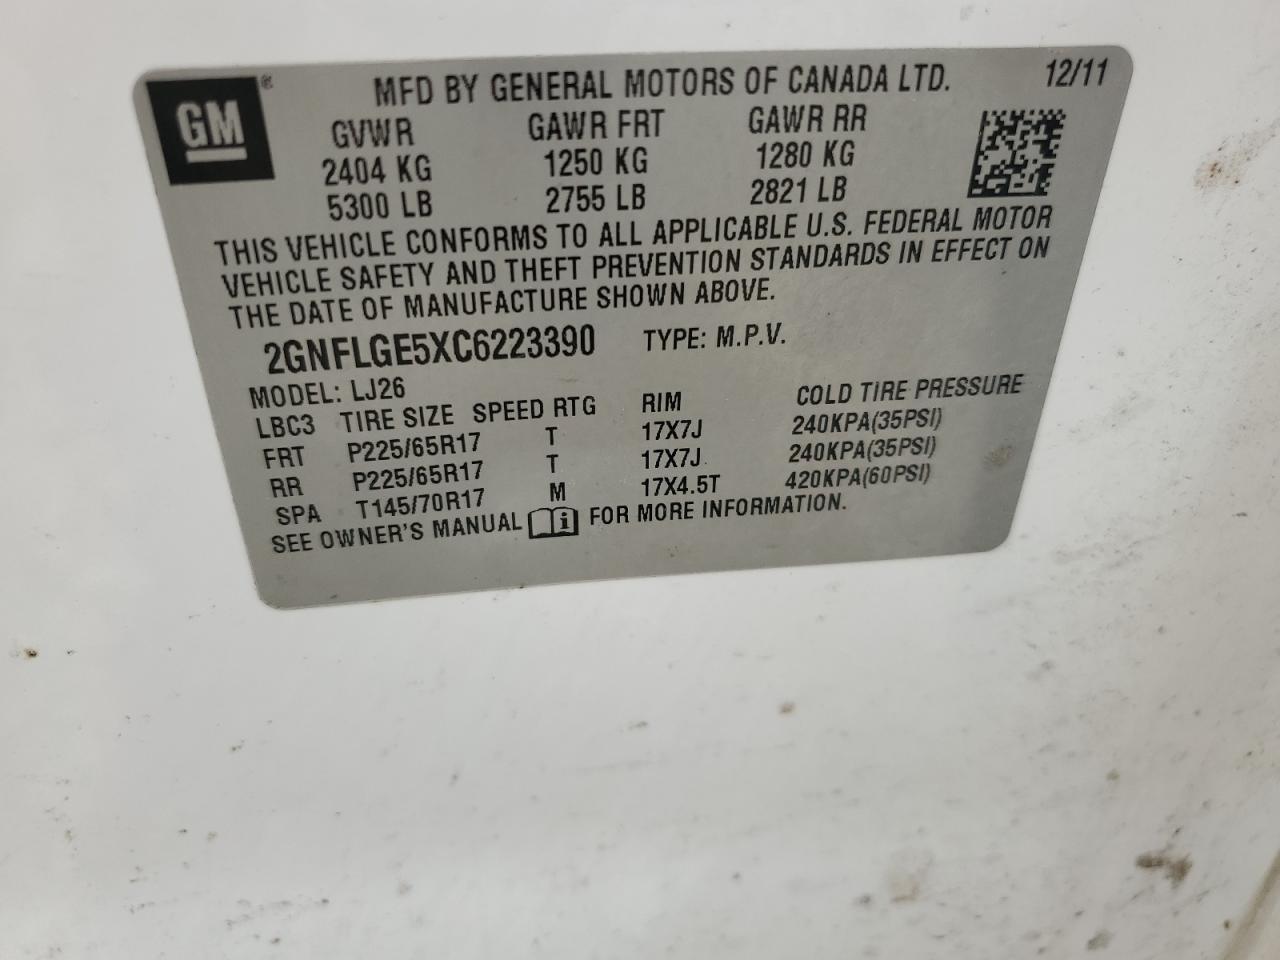 GM ® MFD BY GENERAL MOTORS OF CANADA LTD. 12/11
GVWR GAWR FRT GAWR RR
2404 KG 1250 KG 1280 KG
5300 LB 2755 LB 2821 LB
THIS VEHICLE CONFORMS TO ALL APPLICABLE U.S. FEDERAL MOTOR
VEHICLE SAFETY AND THEFT PREVENTION STANDARDS IN EFFECT ON
THE DATE OF MANUFACTURE SHOWN ABOVE.
2GNFLGE5XC6223390 TYPE: M.P.V.
MODEL: LJ26
LBC3 TIRE SIZE SPEED RTG RIM COLD TIRE PRESSURE
FRT P225/65R17 T 17X7J 240KPA(35PSI)
RR P225/65R17 T 17X7J 240KPA(35PSI)
SPA T145/70R17 M 17X4.5T 420KPA(60PSI)
SEE OWNER'S MANUAL i FOR MORE INFORMATION.